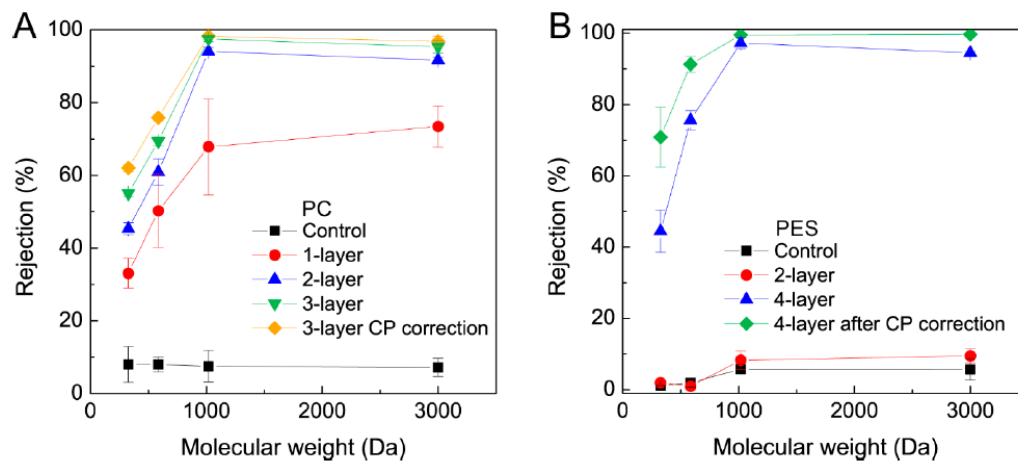 A
100
80
60
40
20
0
Rejection (%)
PC
Control
1-layer
2-layer
3-layer
3-layer CP correction
0
1000
2000
3000
Molecular weight (Da)
B
100
80
60
40
20
0
Rejection (%)
PES
Control
2-layer
4-layer
4-layer after CP correction
0
1000
2000
3000
Molecular weight (Da)